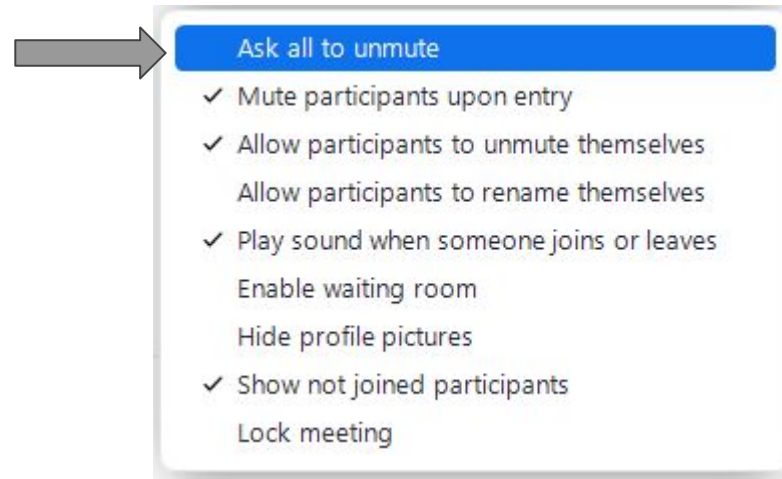 Ask all to unmute
✓ Mute participants upon entry
✓ Allow participants to unmute themselves
Allow participants to rename themselves
✓ Play sound when someone joins or leaves
Enable waiting room
Hide profile pictures
✓ Show not joined participants
Lock meeting